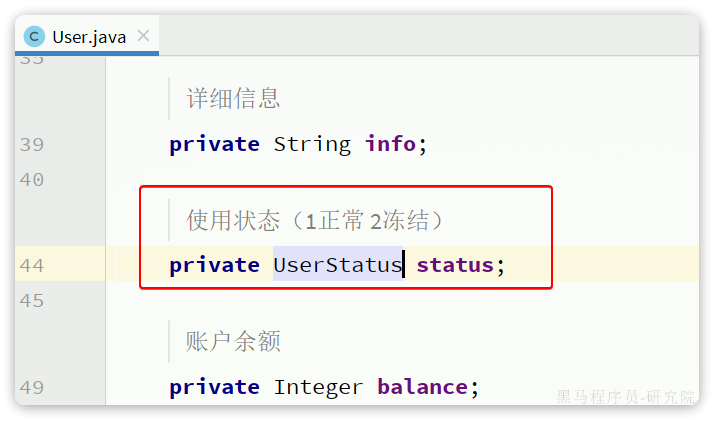 User.java
35
详细信息
39 private String info;
40
使用状态（1正常 2冻结）
44 private UserStatus status;
45
账户余额
49 private Integer balance;
黑马程序员-研究院